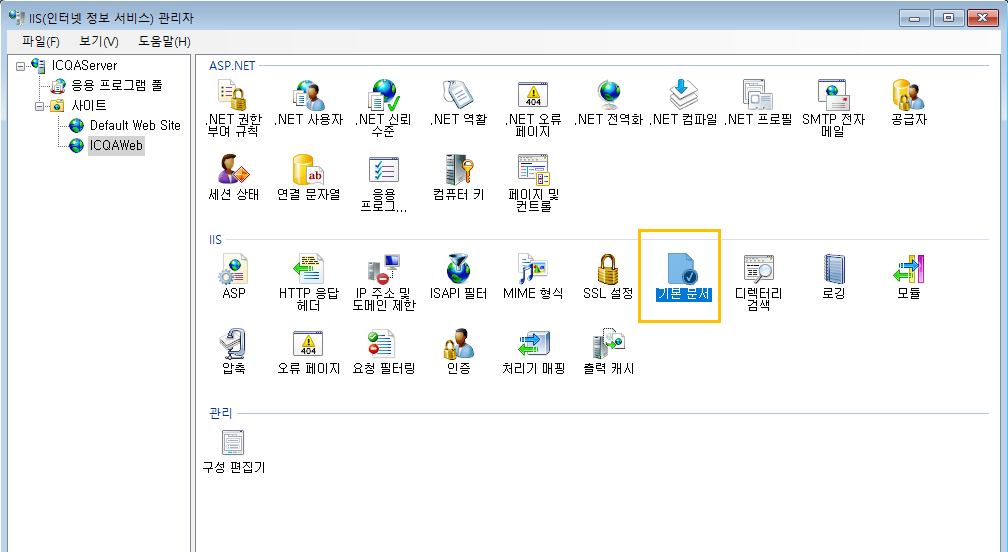 IIS(인터넷 정보 서비스) 관리자
파일(F) 보기(V) 도움말(H)
ICQAServer
응용 프로그램 풀
사이트
Default Web Site
ICQAWeb
ASP.NET
.NET 권한 부여 규칙
.NET 사용자
.NET 신뢰 수준
.NET 역활
.NET 오류 페이지
.NET 전역화
.NET 컴파일
.NET 프로필
SMTP 전자 메일
공급자
세션 상태
연결 문자열
응용 프로그...
컴퓨터 키
페이지 및 컨트롤
IIS
ASP
HTTP 응답 헤더
IP 주소 및 도메인 제한
ISAPI 필터
MIME 형식
SSL 설정
기본 문서
디렉터리 검색
로깅
모듈
압축
404
오류 페이지
요청 필터링
인증
처리기 매핑
출력 캐시
관리
구성 편집기